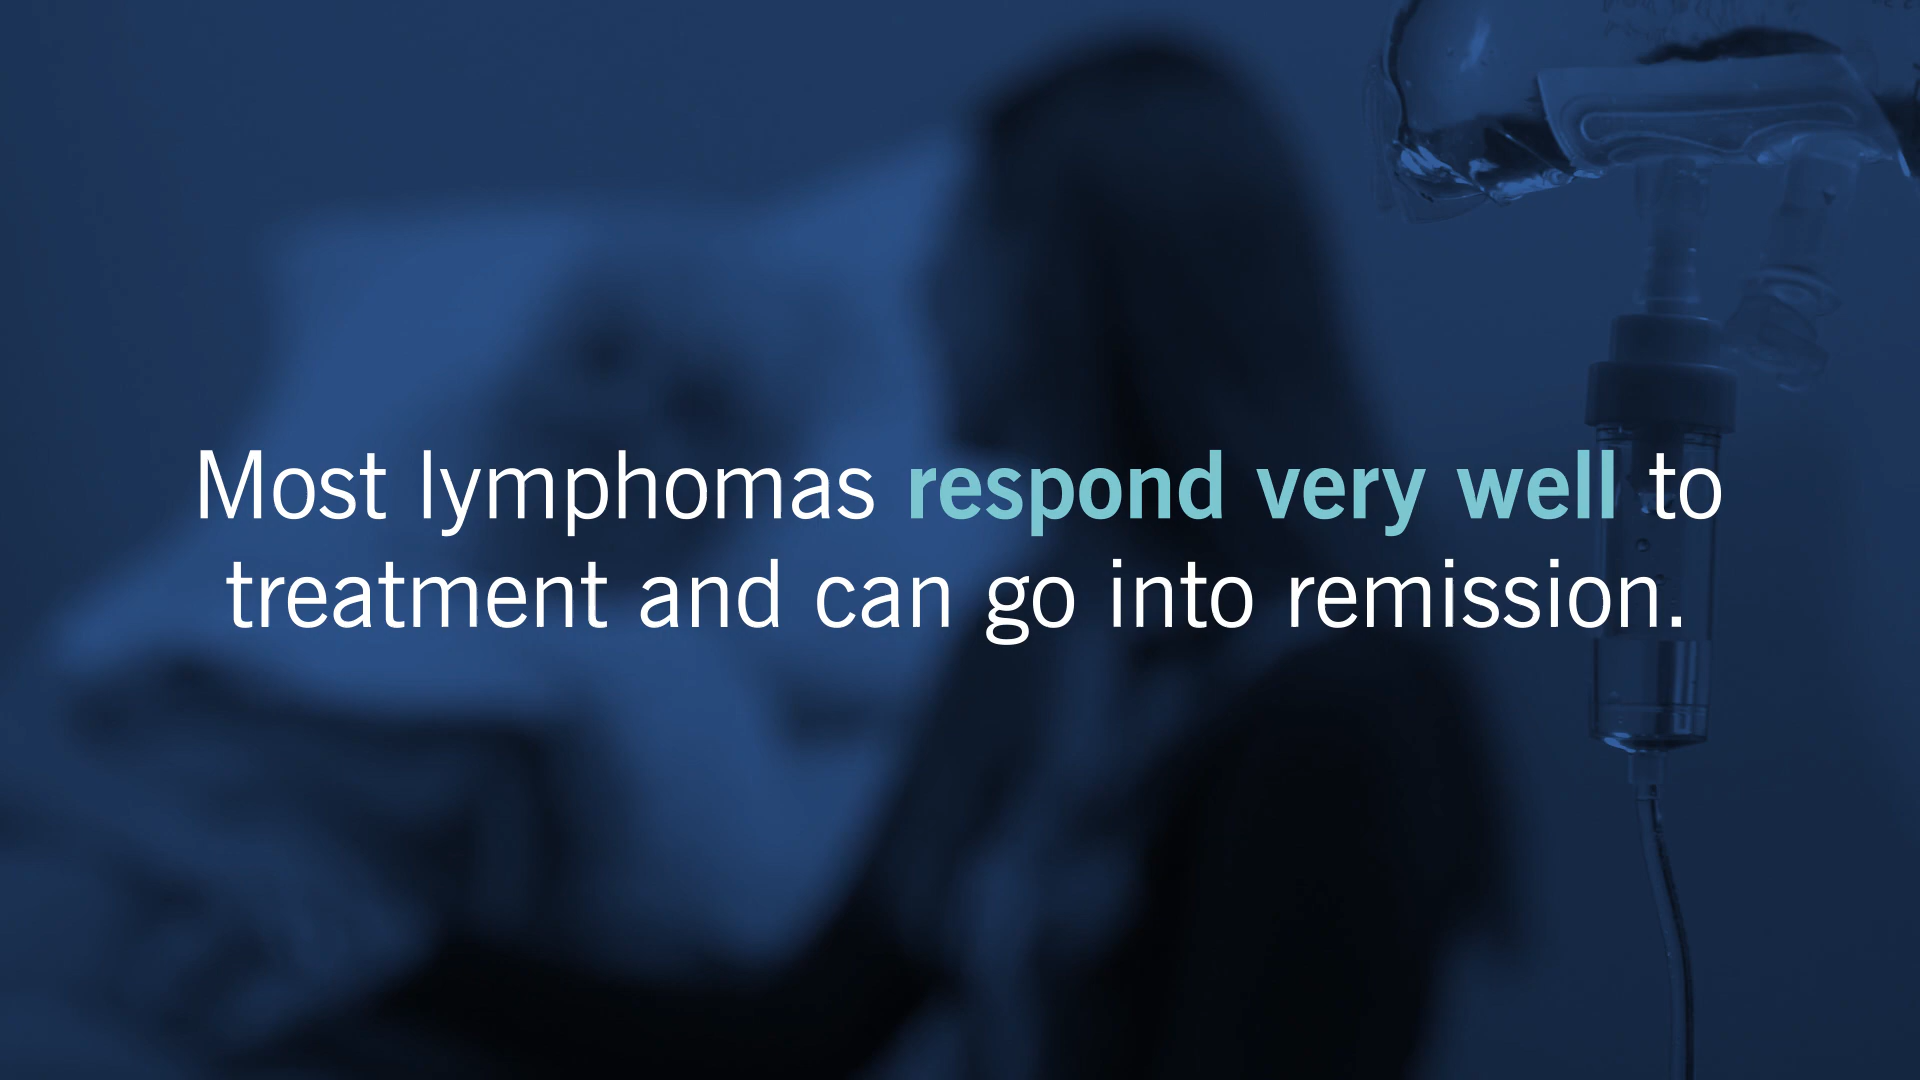 Most lymphomas respond very well to
treatment and can go into remission.